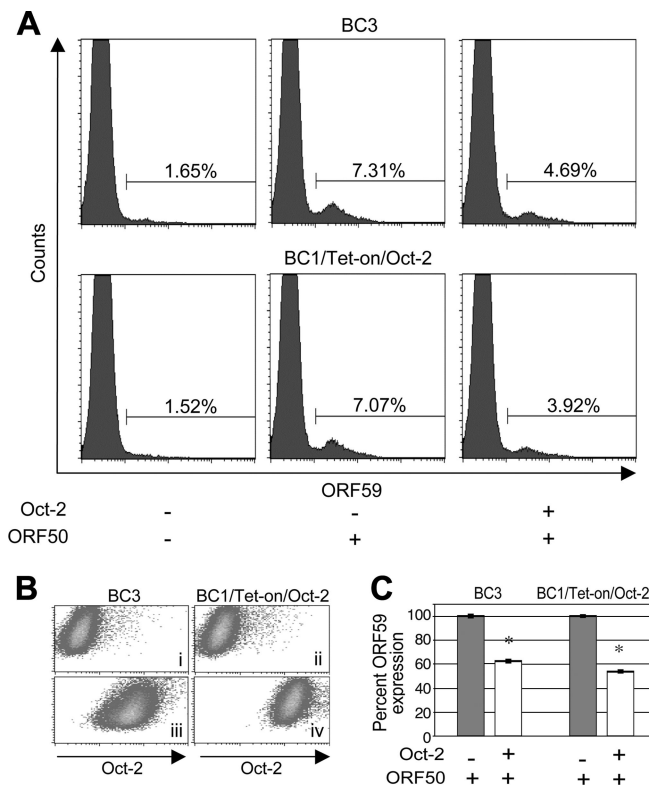 A
BC3
1.65%
7.31%
4.69%
BC1/Tet-on/Oct-2
1.52%
7.07%
3.92%
Counts
ORF59
Oct-2 - - +
ORF50 - + +
B
BC3 BC1/Tet-on/Oct-2
i
ii
iii
iv
Oct-2 Oct-2
C
BC3 BC1/Tet-on/Oct-2
Percent ORF59
expression
100
80
60
40
20
0
*
*
Oct-2 - + - +
ORF50 + + + +